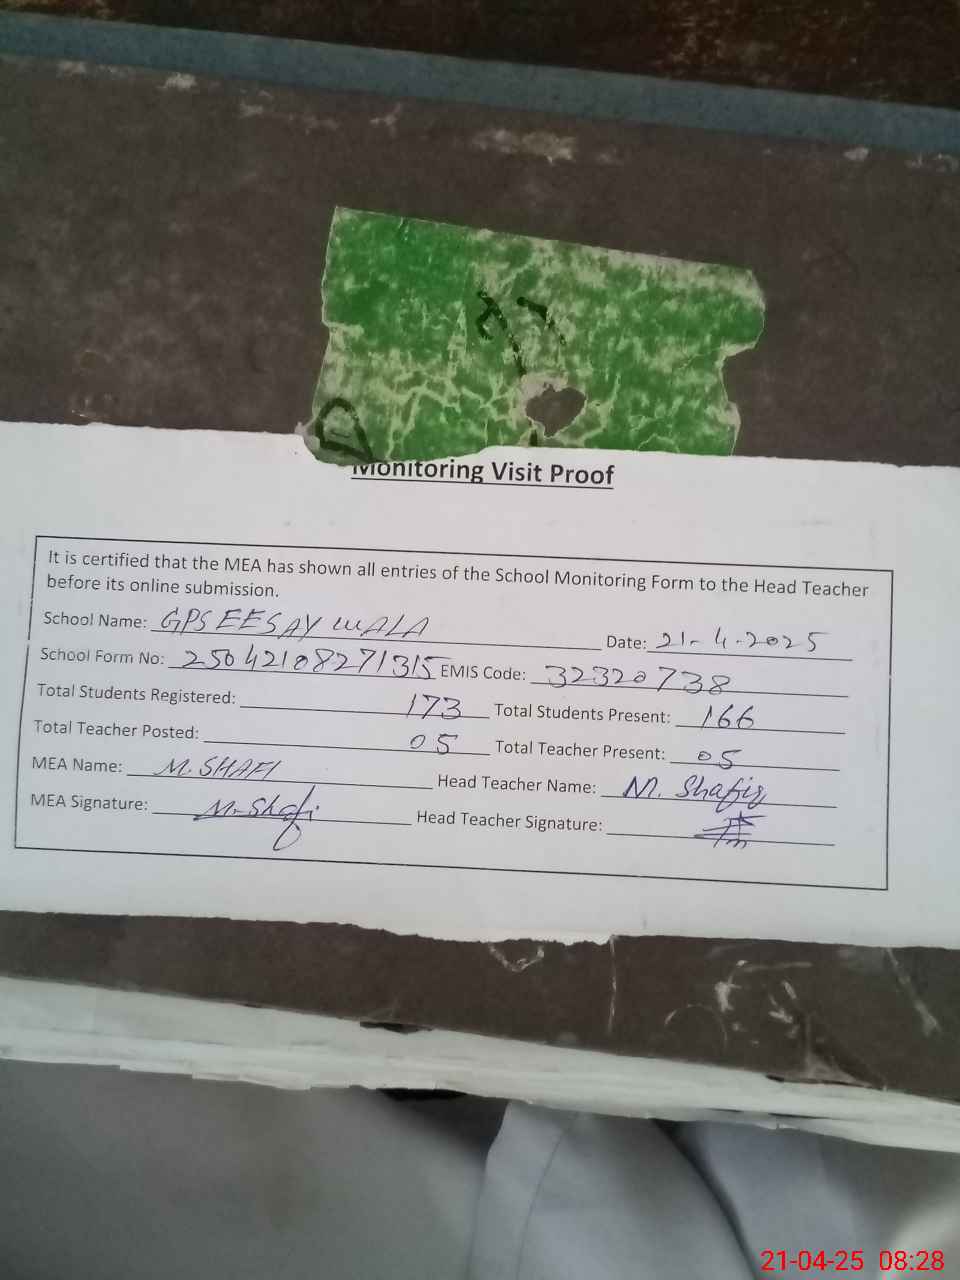 Monitoring Visit Proof
It is certified that the MEA has shown all entries of the School Monitoring Form to the Head Teacher
before its online submission.
School Name: GPS EESAY WALA Date: 21-4-2025
School Form No: 25042108271315 EMIS Code: 32320738
Total Students Registered: 173 Total Students Present: 166
Total Teacher Posted: 05 Total Teacher Present: 05
MEA Name: M. SHAFI Head Teacher Name: M. Shafiq
MEA Signature: M. Shafi Head Teacher Signature:
21-04-25 08:28